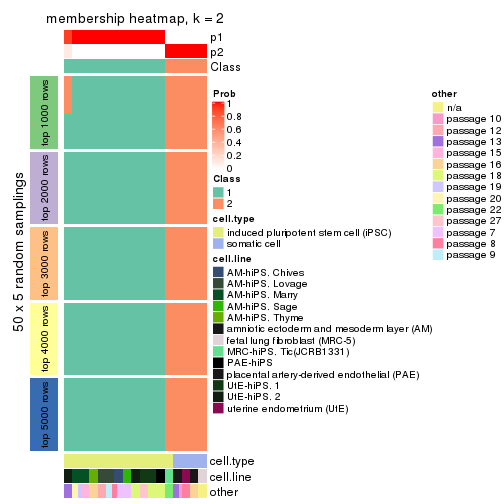 membership heatmap, k = 2
p1
p2
Class
50 x 5 random samplings
top 1000 rows
top 2000 rows
top 3000 rows
top 4000 rows
top 5000 rows
cell.type
cell.line
other
Prob
1
0.8
0.6
0.4
0.2
0
Class
1
2
cell.type
induced pluripotent stem cell (iPSC)
somatic cell
cell.line
AM-hiPS. Chives
AM-hiPS. Lovage
AM-hiPS. Marry
AM-hiPS. Sage
AM-hiPS. Thyme
amniotic ectoderm and mesoderm layer (AM)
fetal lung fibroblast (MRC-5)
MRC-hiPS. Tic(JCRB1331)
PAE-hiPS
placental artery-derived endothelial (PAE)
UtE-hiPS. 1
UtE-hiPS. 2
uterine endometrium (UtE)
other
n/a
passage 10
passage 12
passage 13
passage 15
passage 16
passage 18
passage 19
passage 20
passage 22
passage 27
passage 7
passage 8
passage 9